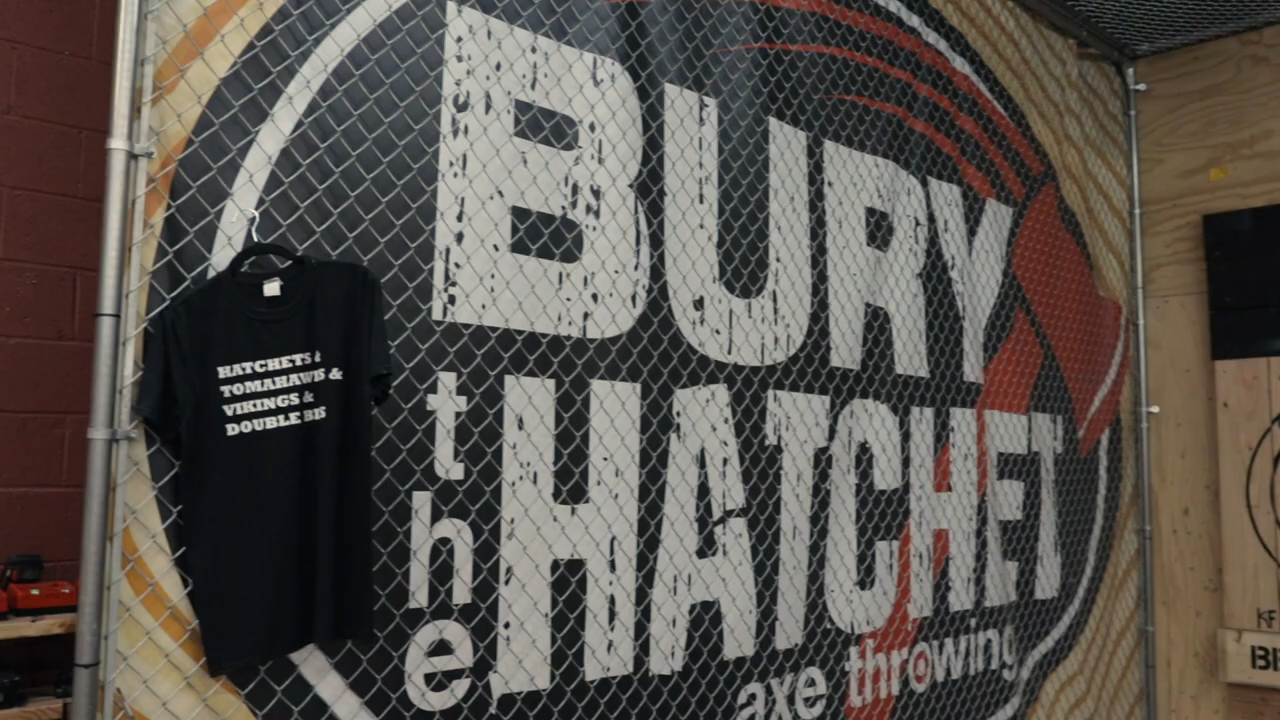 BURY
the
HATCHET
axe throwing
HATCHETS &
TOMAHAWKS &
VIKINGS &
DOUBLE BITS